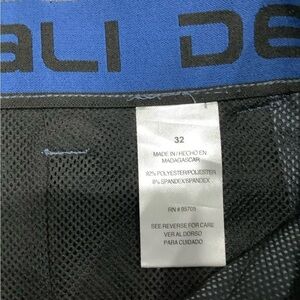 ALI DE
32
MADE IN / HECHO EN
MADAGASCAR
92% POLYESTER/POLIESTER
8% SPANDEX/SPANDEX
RN #
SEE REVERSE FOR CARE
VER AL DORSO
PARA CUIDADO